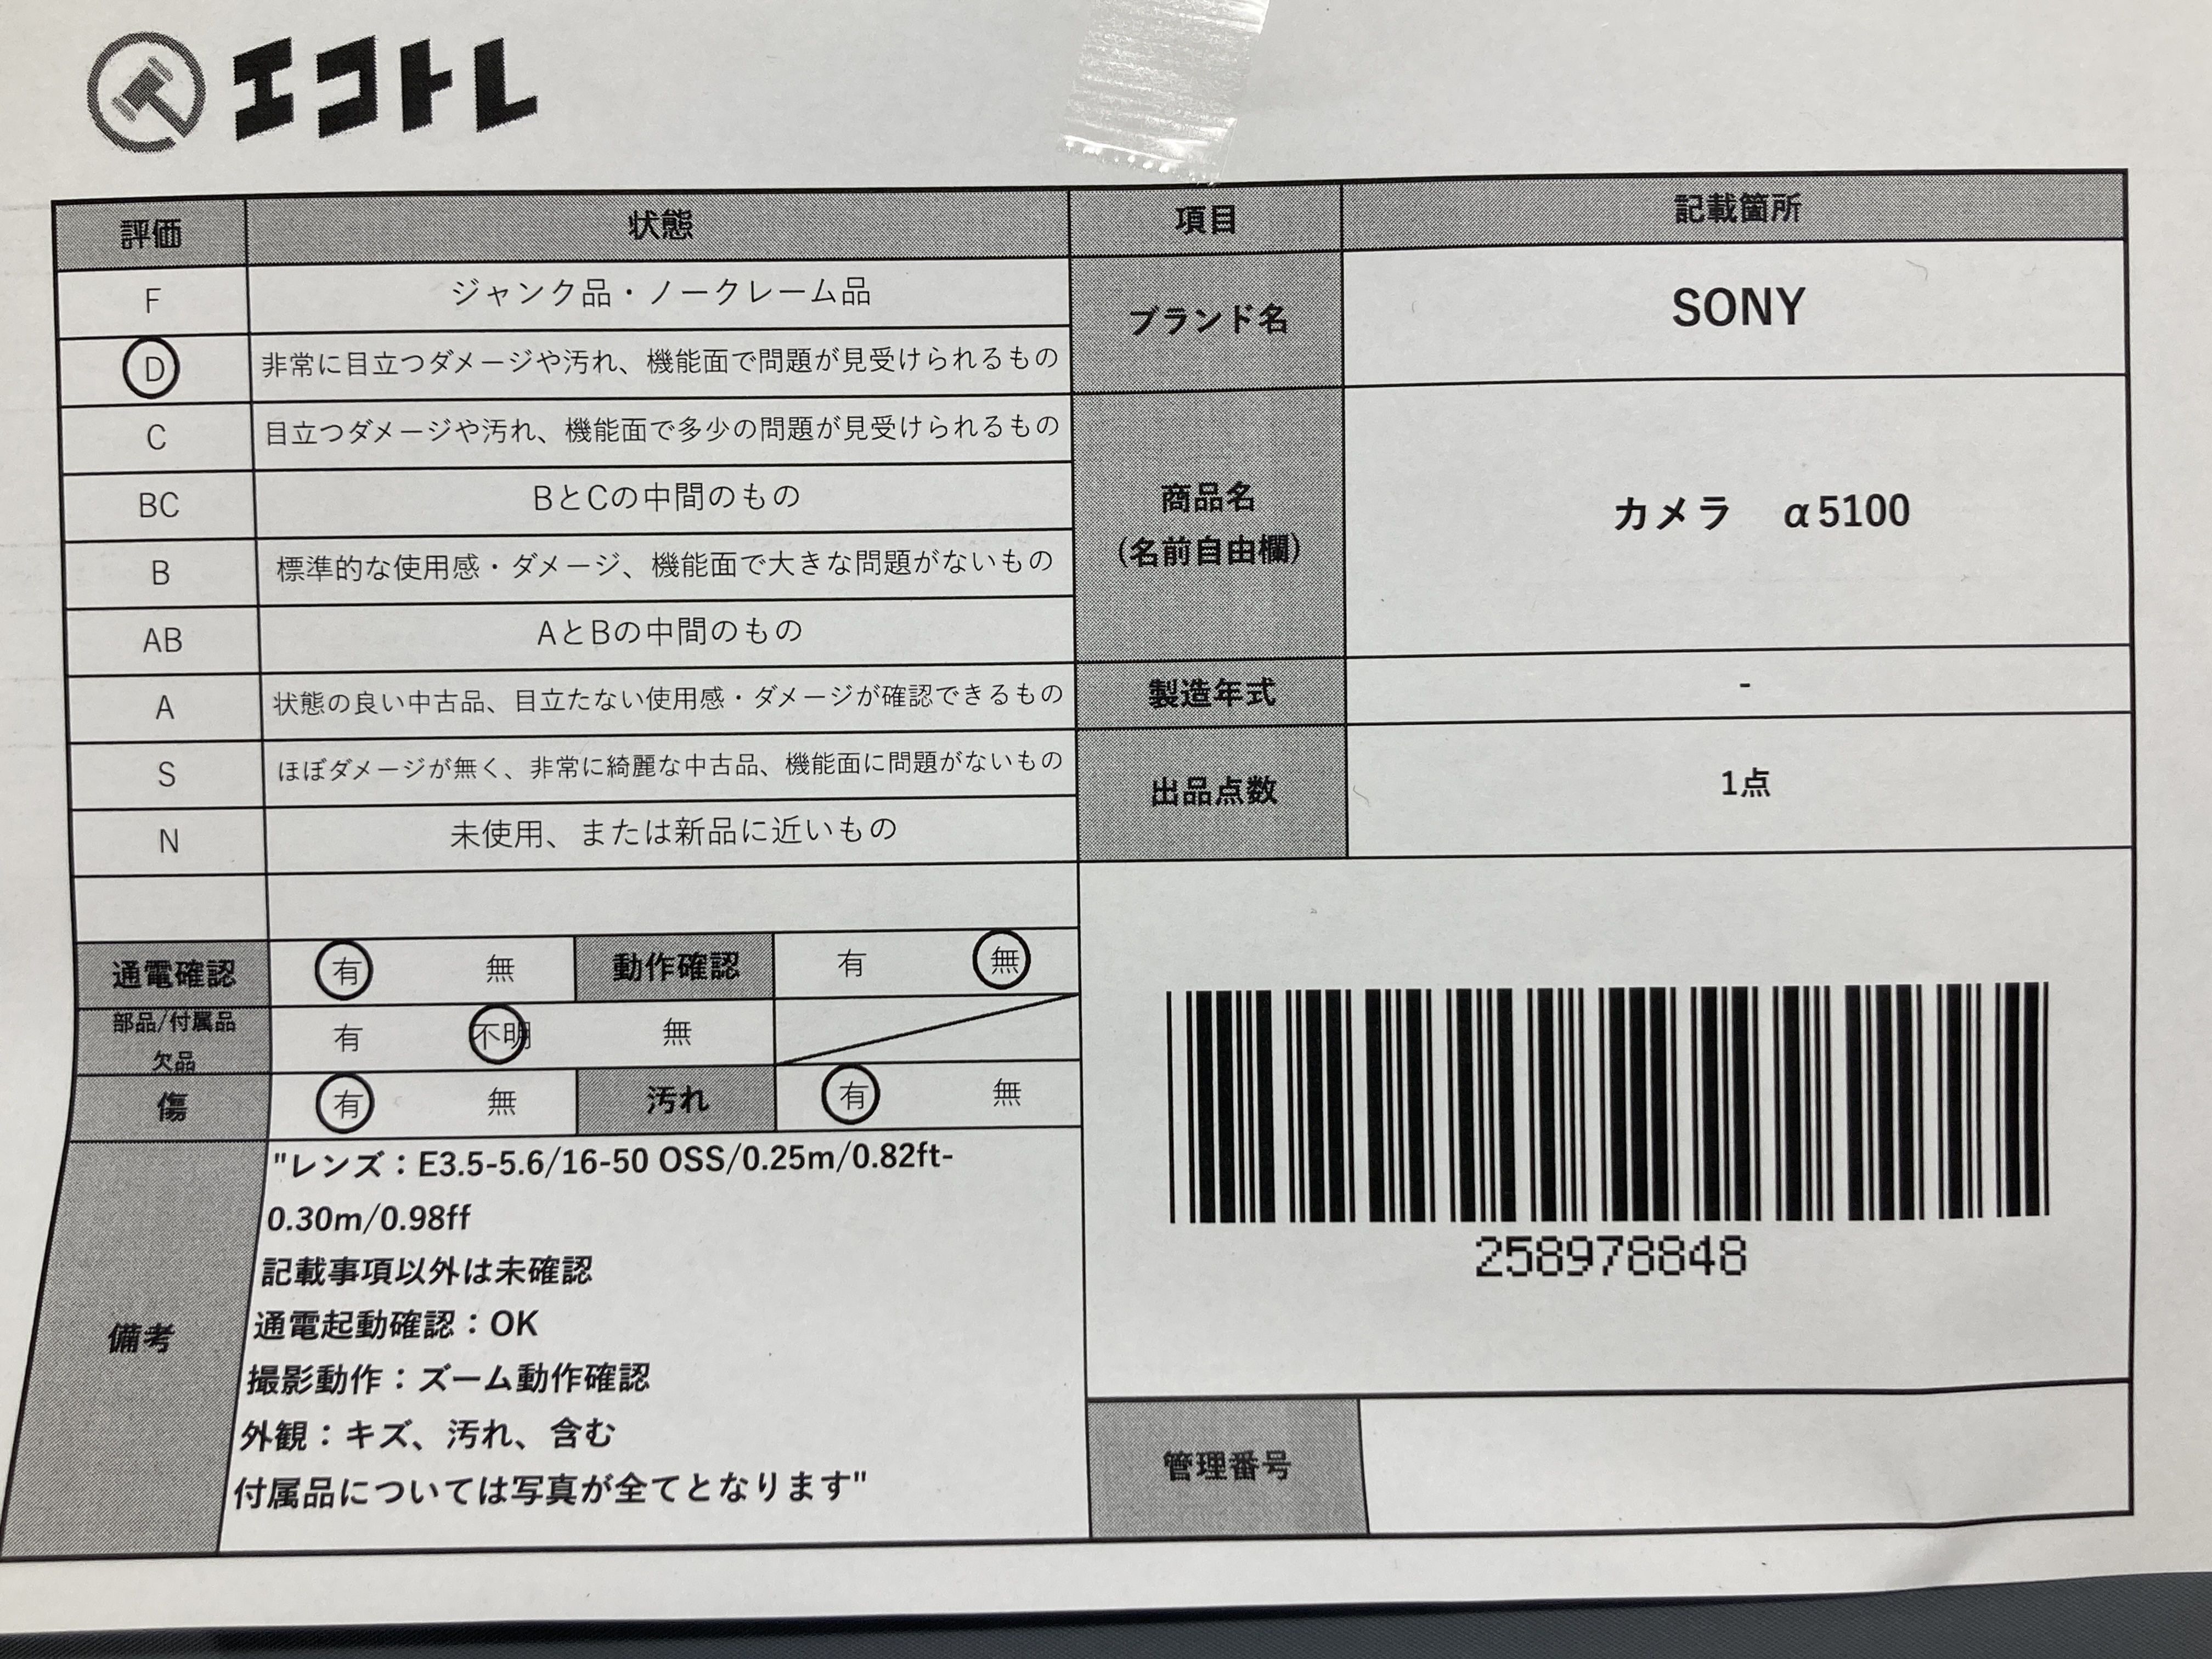 エコトレ
評価 状態
F ジャンク品・ノークレーム品
D 非常に目立つダメージや汚れ、機能面で問題が見受けられるもの
C 目立つダメージや汚れ、機能面で多少の問題が見受けられるもの
BC BとCの中間のもの
B 標準的な使用感・ダメージ、機能面で大きな問題がないもの
AB AとBの中間のもの
A 状態の良い中古品、目立たない使用感・ダメージが確認できるもの
S ほぼダメージが無く、非常に綺麗な中古品、機能面に問題がないもの
N 未使用、または新品に近いもの
通電確認 有 無 動作確認 有 無
部品/付属品
欠品
有 不明 無
傷 有 無 汚れ 有 無
備考
"レンズ：E3.5-5.6/16-50 OSS/0.25m/0.82ft-
0.30m/0.98ff
記載事項以外は未確認
通電起動確認：OK
撮影動作：ズーム動作確認
外観：キズ、汚れ、含む
付属品については写真が全てとなります"
項目 記載箇所
ブランド名 SONY
商品名
(名前自由欄)
カメラ α5100
製造年式 -
出品点数 1点
258978848
管理番号